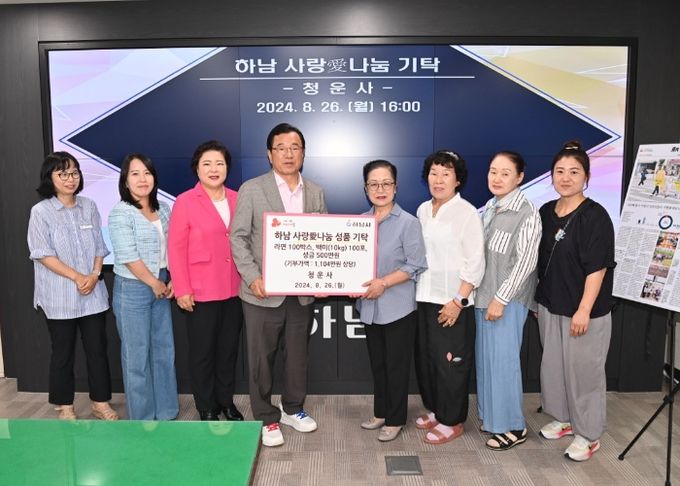 하남 사랑愛나눔 기탁
- 청 운 사 -
2024. 8. 26. (월) 16:00
하남시
하남 사랑愛나눔 성품 기탁
라면 100박스, 백미(10kg) 100포,
성금 500만원
(기부가액 : 1,104만원 상당)
청 운 사
2024. 8. 26.(월)
하남